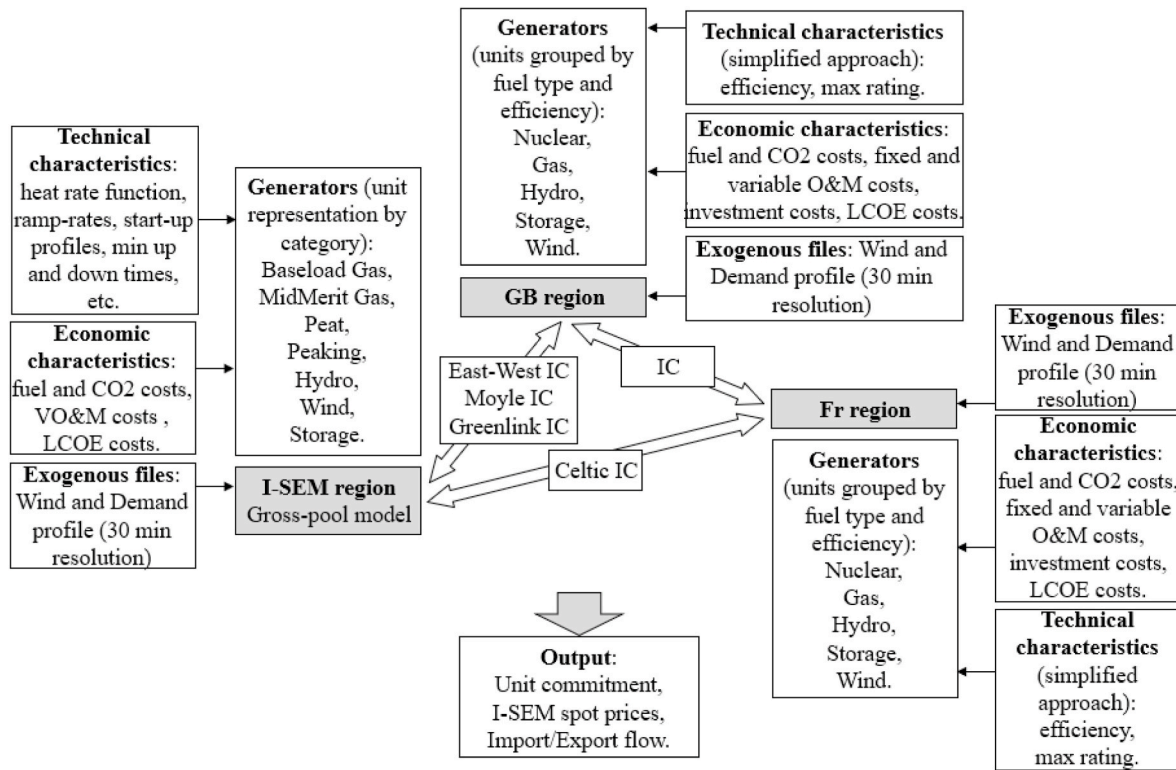 Generators
(units grouped by
fuel type and
efficiency):
Nuclear,
Gas,
Hydro,
Storage,
Wind.
Technical characteristics
(simplified approach):
efficiency, max rating.
Economic characteristics:
fuel and CO2 costs, fixed and
variable O&M costs,
investment costs, LCOE costs.
Exogenous files: Wind and
Demand profile (30 min
resolution)
GB region
Technical
characteristics:
heat rate function,
ramp-rates, start-up
profiles, min up
and down times,
etc.
Economic
characteristics:
fuel and CO2 costs,
VO&M costs ,
LCOE costs.
Exogenous files:
Wind and Demand
profile (30 min
resolution)
Generators (unit
representation by
category):
Baseload Gas,
MidMerit Gas,
Peat,
Peaking,
Hydro,
Wind,
Storage.
I-SEM region
Gross-pool model
East-West IC
Moyle IC
Greenlink IC
IC
Celtic IC
Fr region
Exogenous files:
Wind and Demand
profile (30 min
resolution)
Economic
characteristics:
fuel and CO2 costs,
fixed and variable
O&M costs,
investment costs,
LCOE costs.
Technical
characteristics
(simplified
approach):
efficiency,
max rating.
Generators
(units grouped by
fuel type and
efficiency):
Nuclear,
Gas,
Hydro,
Storage,
Wind.
Output:
Unit commitment,
I-SEM spot prices,
Import/Export flow.